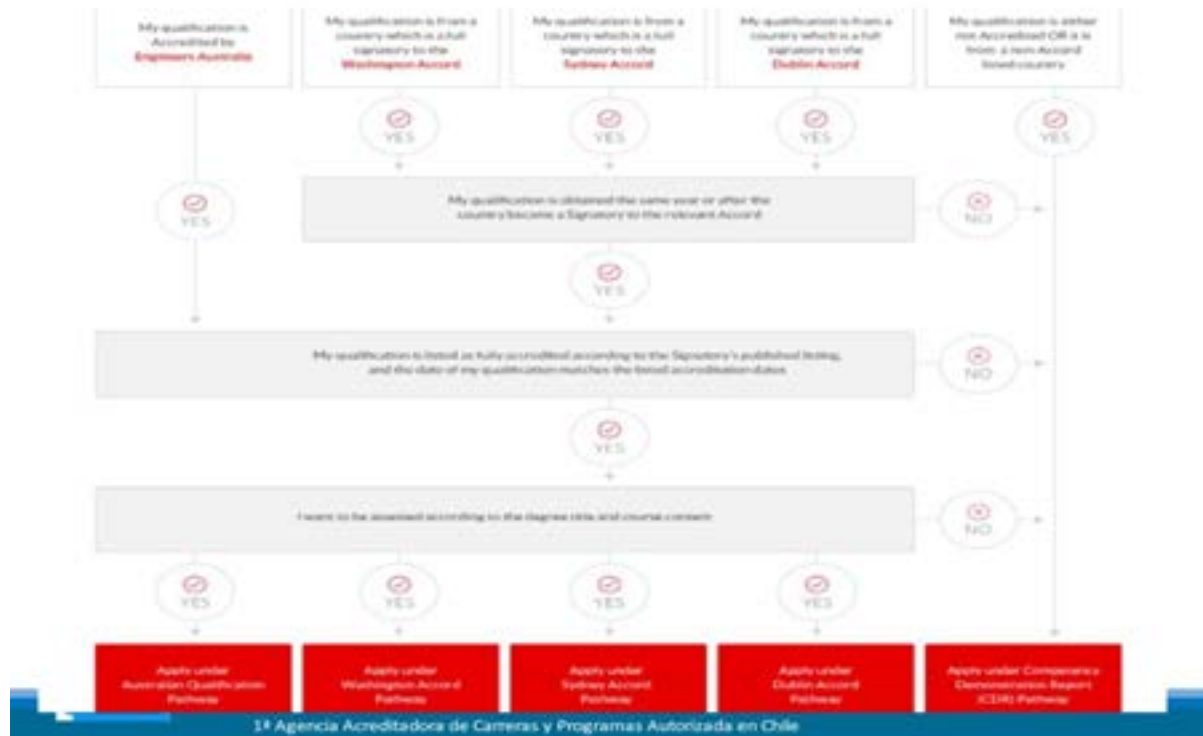 My qualification is
Accredited by
Engineers Australia
My qualification is from a
country which is a full
signatory to the
Washington Accord
My qualification is from a
country which is a full
signatory to the
Sydney Accord
My qualification is from a
country which is a full
signatory to the
Dublin Accord
My qualification is either
not Accredited OR it is
from a non-Accord
listed country
YES
YES
YES
YES
YES
My qualification is obtained the same year or after the
country became a Signatory to the relevant Accord
NO
YES
My qualification is listed as fully accredited according to the Signatory's published listing,
and the date of my qualification matches the listed accreditation dates
NO
YES
I want to be assessed according to the degree title and course content
NO
YES
YES
YES
YES
Apply under
Australian Qualification
Pathway
Apply under
Washington Accord
Pathway
Apply under
Sydney Accord
Pathway
Apply under
Dublin Accord
Pathway
Apply under Competency
Demonstration Report
(CDR) Pathway
1ª Agencia Acreditadora de Carreras y Programas Autorizada en Chile